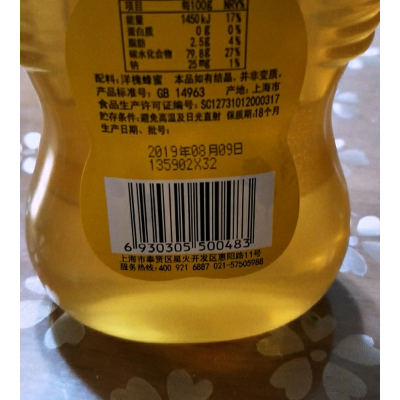 项目 每100g NRV%
能量 1450kJ 17%
蛋白质 0g 0%
脂肪 2.5g 4%
碳水化合物 79.8g 27%
钠 25mg 1%
配料：洋槐蜂蜜 本品如有结晶，并非变质。
产品标准号：GB 14963 产地：上海市
食品生产许可证编号：SC12731012000317
贮存条件：避免高温及日光直射 保质期：18个月
生产日期、批号：
2019年08月09日
135902X32
6 930305 500483
上海市奉贤区星火开发区惠阳路11号
服务热线：400 921 6887 021-57505988